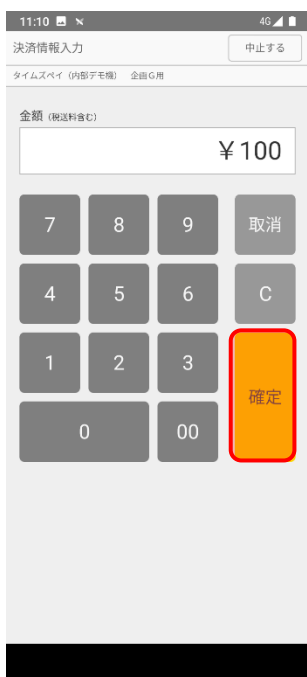 11:10 4G
決済情報入力 中止する
タイムズペイ（内部デモ機） 企画G用
金額（税送料含む）
￥100
7 8 9 取消
4 5 6 C
1 2 3
確定
0 00